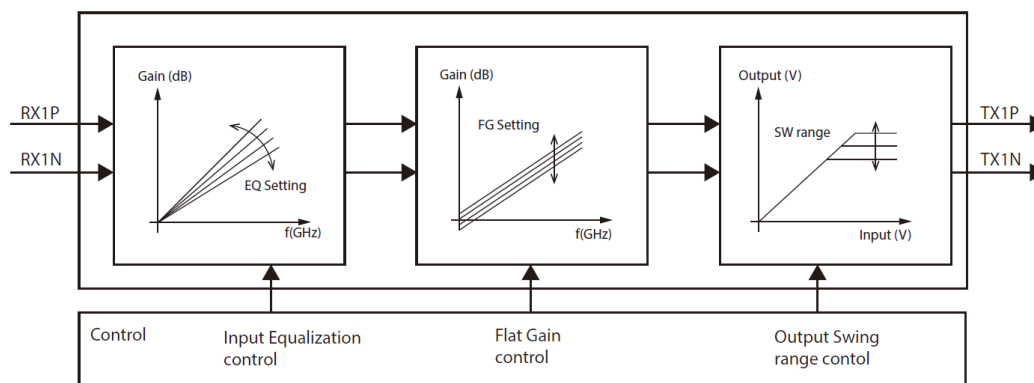 RX1P
RX1N
Gain (dB)
EQ Setting
f(GHz)
Gain (dB)
FG Setting
f(GHz)
Output (V)
SW range
Input (V)
TX1P
TX1N
Control
Input Equalization
control
Flat Gain
control
Output Swing
range contol